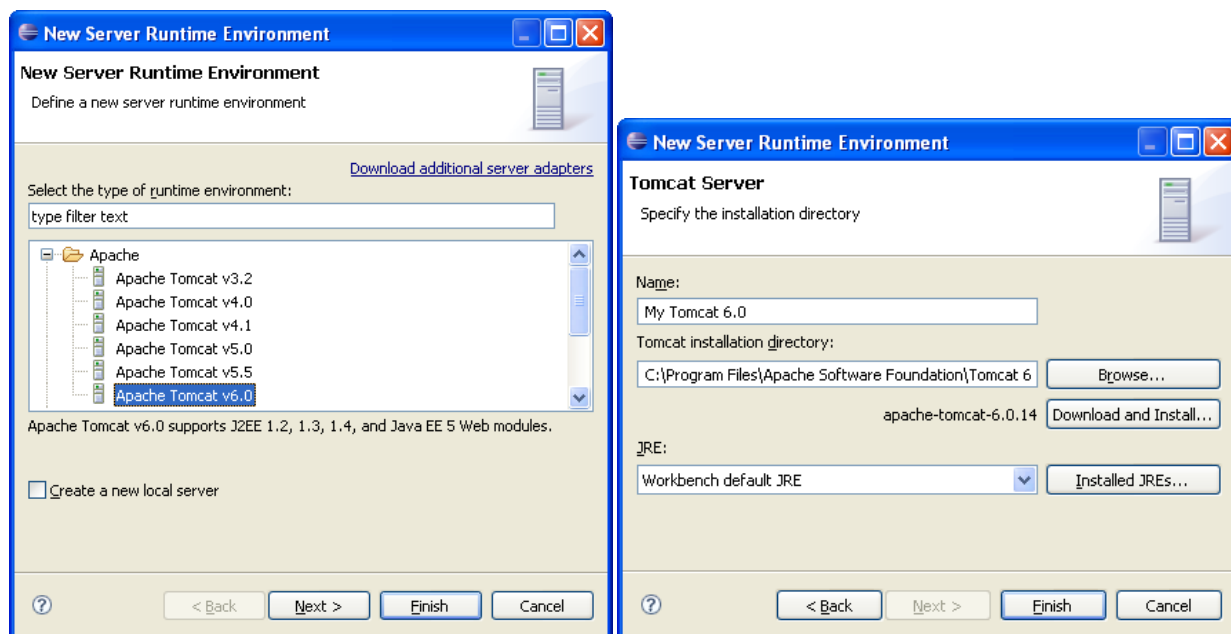 New Server Runtime Environment
New Server Runtime Environment
Define a new server runtime environment
Download additional server adapters
Select the type of runtime environment:
type filter text
Apache
Apache Tomcat v3.2
Apache Tomcat v4.0
Apache Tomcat v4.1
Apache Tomcat v5.0
Apache Tomcat v5.5
Apache Tomcat v6.0
Apache Tomcat v6.0 supports J2EE 1.2, 1.3, 1.4, and Java EE 5 Web modules.
Create a new local server
? < Back Next > Finish Cancel
New Server Runtime Environment
Tomcat Server
Specify the installation directory
Name:
My Tomcat 6.0
Tomcat installation directory:
C:\Program Files\Apache Software Foundation\Tomcat 6 Browse...
apache-tomcat-6.0.14 Download and Install...
JRE:
Workbench default JRE Installed JREs...
? < Back Next > Finish Cancel